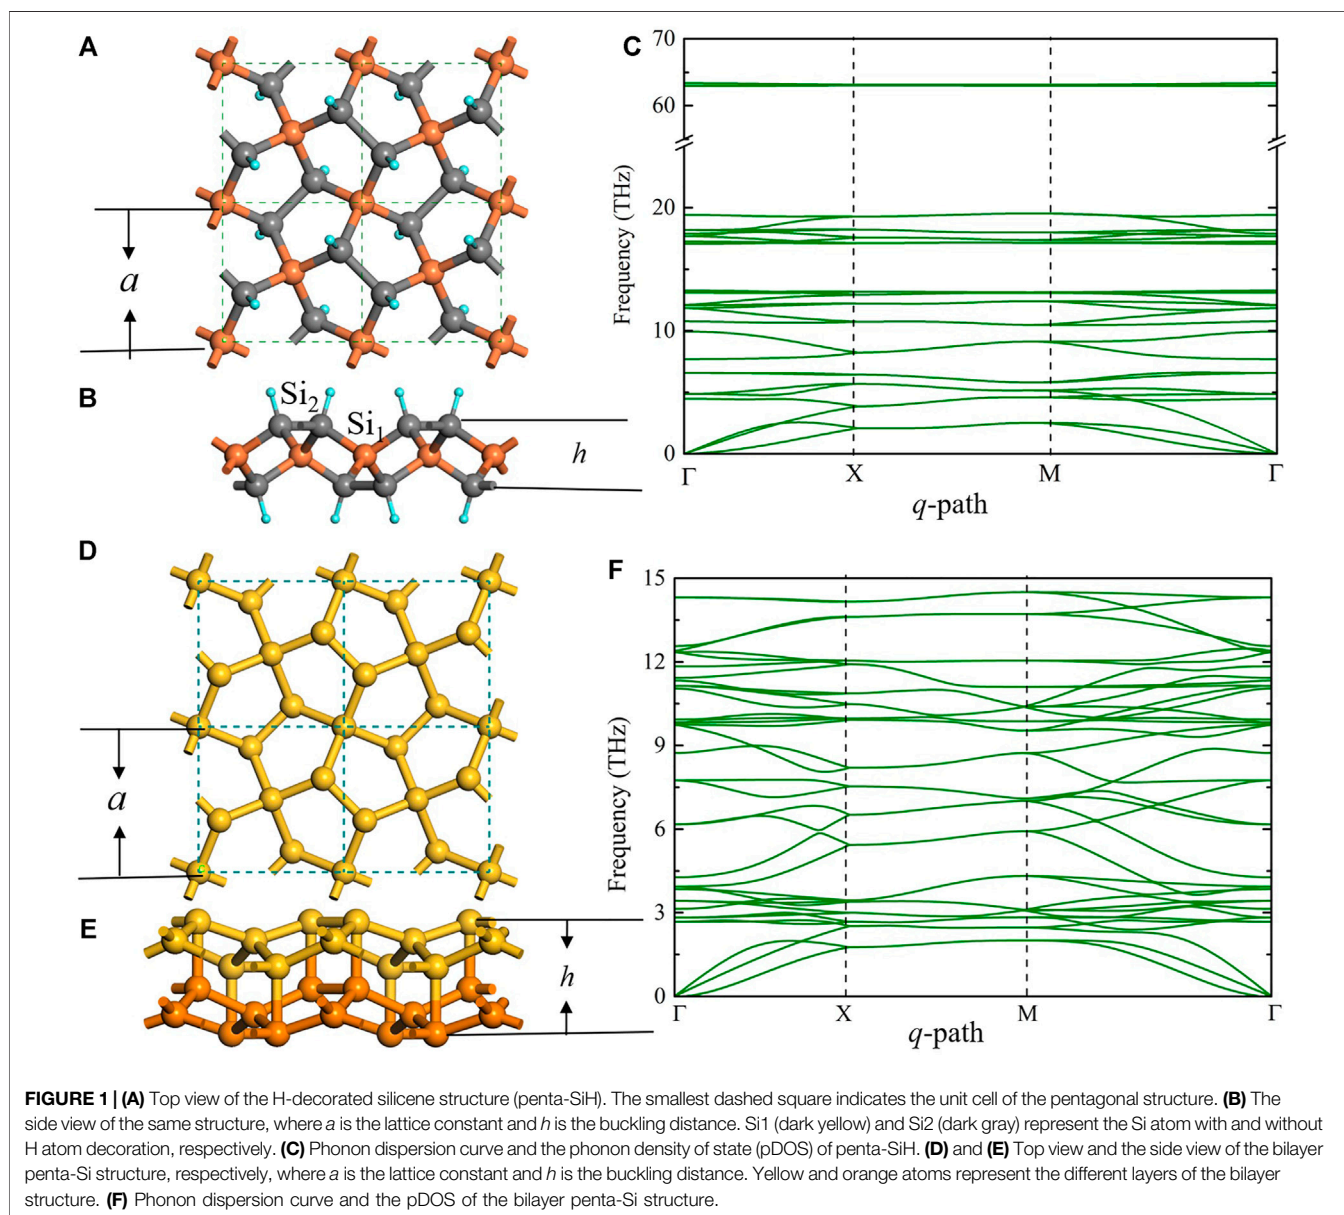 A
a
B
Si2
Si1
h
C
70
60
20
10
0
Frequency (THz)
Γ X M Γ
q-path
D
a
E
h
F
15
12
9
6
3
0
Frequency (THz)
Γ X M Γ
q-path
FIGURE 1 | (A) Top view of the H-decorated silicene structure (penta-SiH). The smallest dashed square indicates the unit cell of the pentagonal structure. (B) The
side view of the same structure, where a is the lattice constant and h is the buckling distance. Si1 (dark yellow) and Si2 (dark gray) represent the Si atom with and without
H atom decoration, respectively. (C) Phonon dispersion curve and the phonon density of state (pDOS) of penta-SiH. (D) and (E) Top view and the side view of the bilayer
penta-Si structure, respectively, where a is the lattice constant and h is the buckling distance. Yellow and orange atoms represent the different layers of the bilayer
structure. (F) Phonon dispersion curve and the pDOS of the bilayer penta-Si structure.